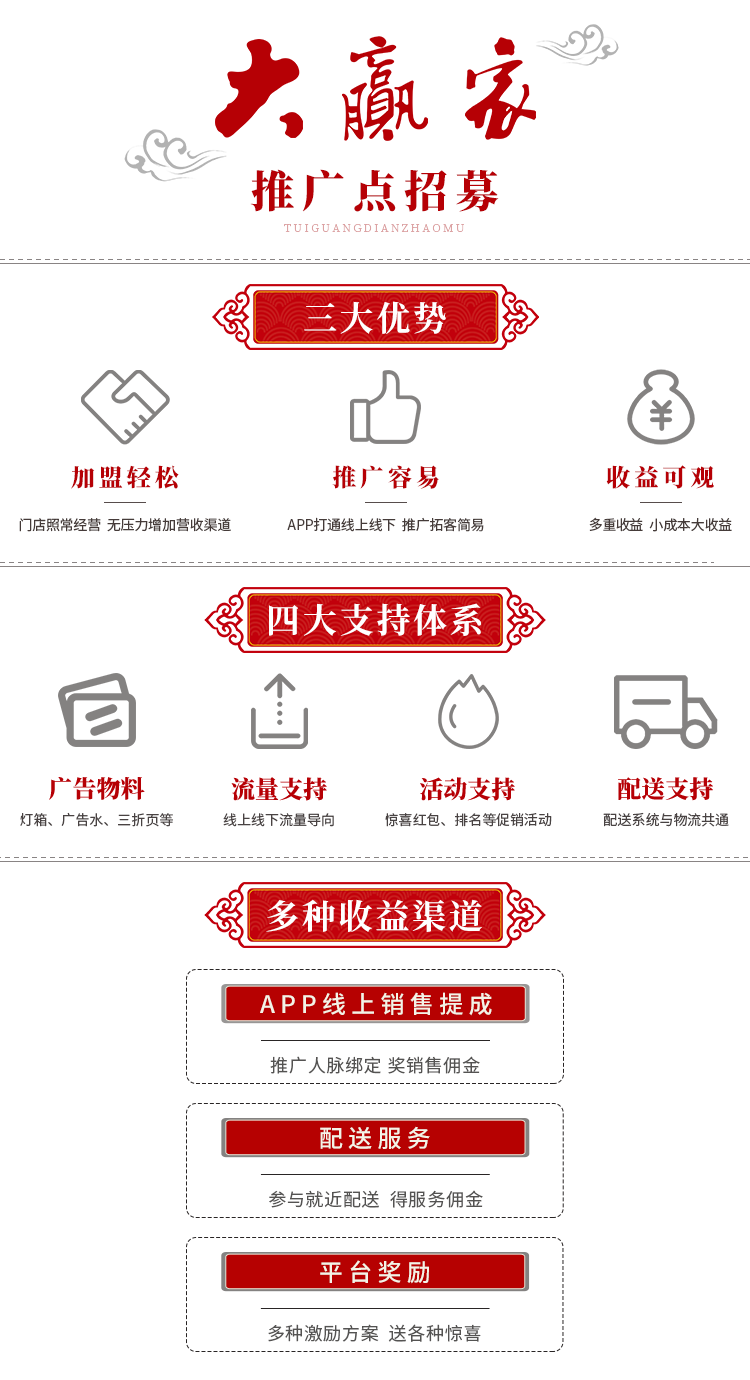 大赢家
推广点招募
TUIGUANGDIANZHAOMU
三大优势
¥
加盟轻松 推广容易 收益可观
门店照常经营 无压力增加营收渠道 APP打通线上线下 推广拓客简易 多重收益 小成本大收益
四大支持体系
广告物料 流量支持 活动支持 配送支持
灯箱、广告水、三折页等 线上线下流量导向 惊喜红包、排名等促销活动 配送系统与物流共通
多种收益渠道
APP线上销售提成
推广人脉绑定 奖销售佣金
配送服务
参与就近配送 得服务佣金
平台奖励
多种激励方案 送各种惊喜